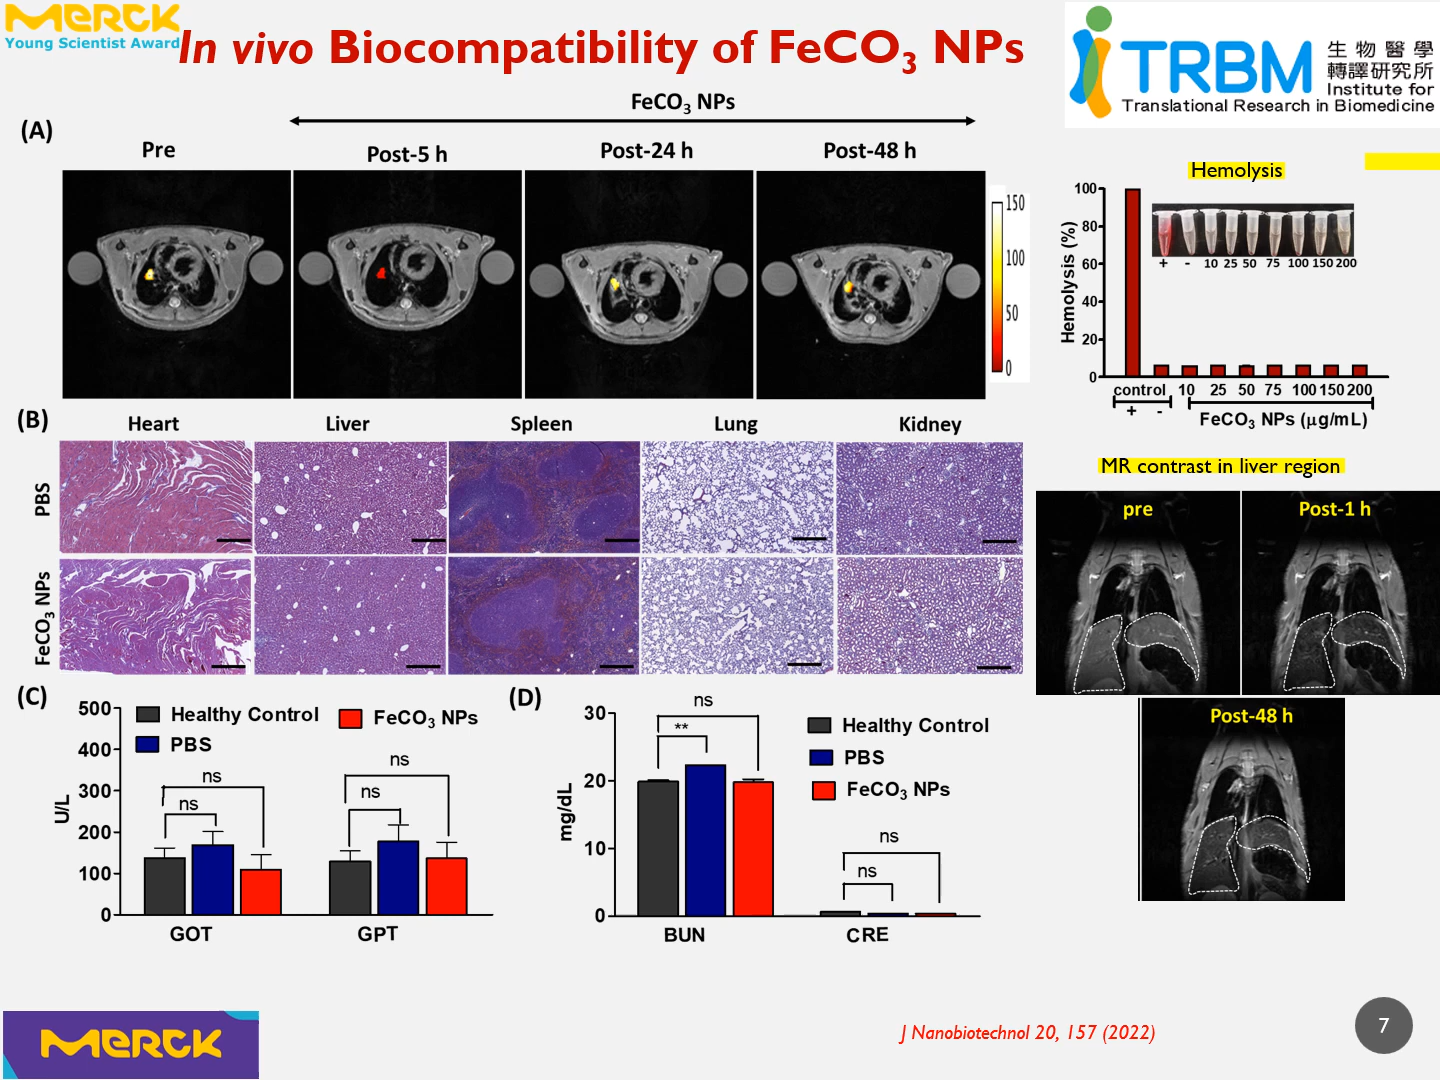 MERCK
Young Scientist Award
In vivo Biocompatibility of FeCO₃ NPs
iTRBM
生物醫學
轉譯研究所
Institute for
Translational Research in Biomedicine
FeCO₃ NPs
(A)
Pre
Post-5 h
Post-24 h
Post-48 h
150
100
50
0
Hemolysis
Hemolysis (%)
100
80
60
40
20
0
+ - 10 25 50 75 100 150 200
control 10 25 50 75 100 150 200
+ -
FeCO₃ NPs (µg/mL)
(B)
Heart Liver Spleen Lung Kidney
PBS
FeCO₃ NPs
MR contrast in liver region
pre
Post-1 h
Post-48 h
(C)
U/L
500
400
300
200
100
0
Healthy Control
FeCO₃ NPs
PBS
ns
ns
ns
ns
GOT
GPT
(D)
mg/dL
30
20
10
0
ns
**
Healthy Control
PBS
FeCO₃ NPs
ns
ns
BUN
CRE
MERCK
J Nanobiotechnol 20, 157 (2022)
7